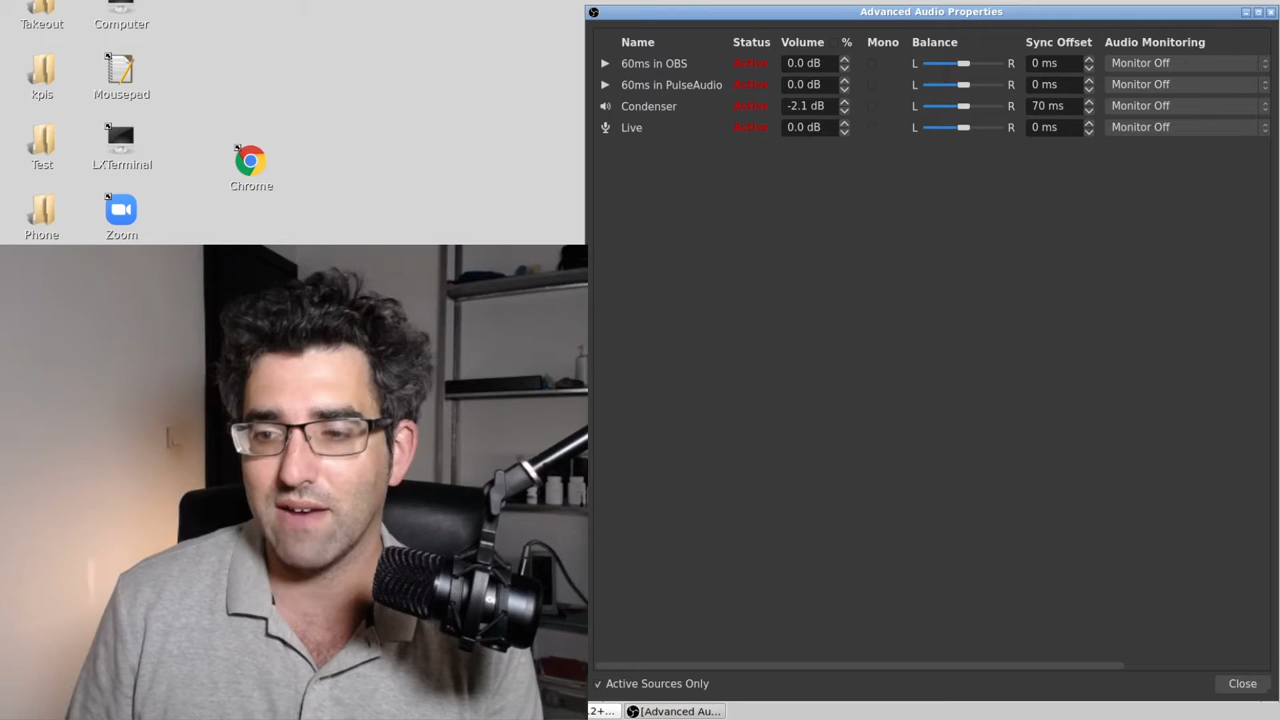 Takeout
Computer
kpis
Mousepad
Test
LXTerminal
Chrome
Phone
Zoom
Advanced Audio Properties
Name Status Volume % Mono Balance Sync Offset Audio Monitoring
60ms in OBS Active 0.0 dB L R 0 ms Monitor Off
60ms in PulseAudio Active 0.0 dB L R 0 ms Monitor Off
Condenser Active -2.1 dB L R 70 ms Monitor Off
Live Active 0.0 dB L R 0 ms Monitor Off
✓ Active Sources Only
Close
.2+...
[Advanced Au...